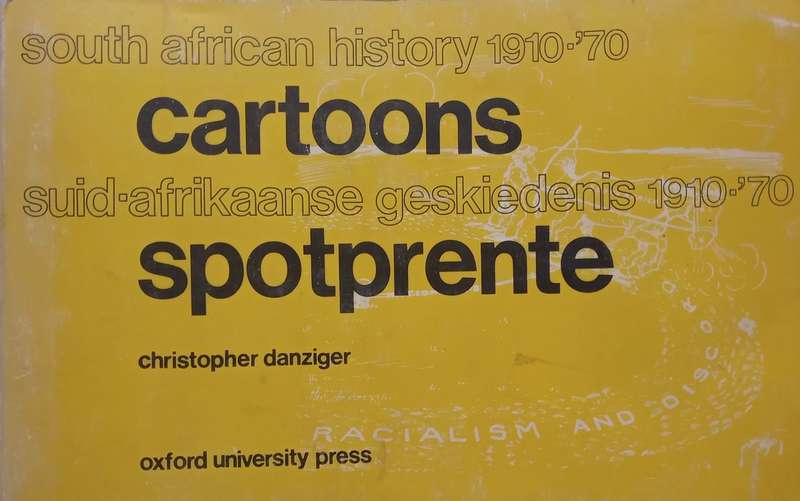 south african history 1910-'70
cartoons
suid-afrikaanse geskiedenis 1910-'70
spotprente
christopher danziger
RACIALISM AND DISCORD
oxford university press